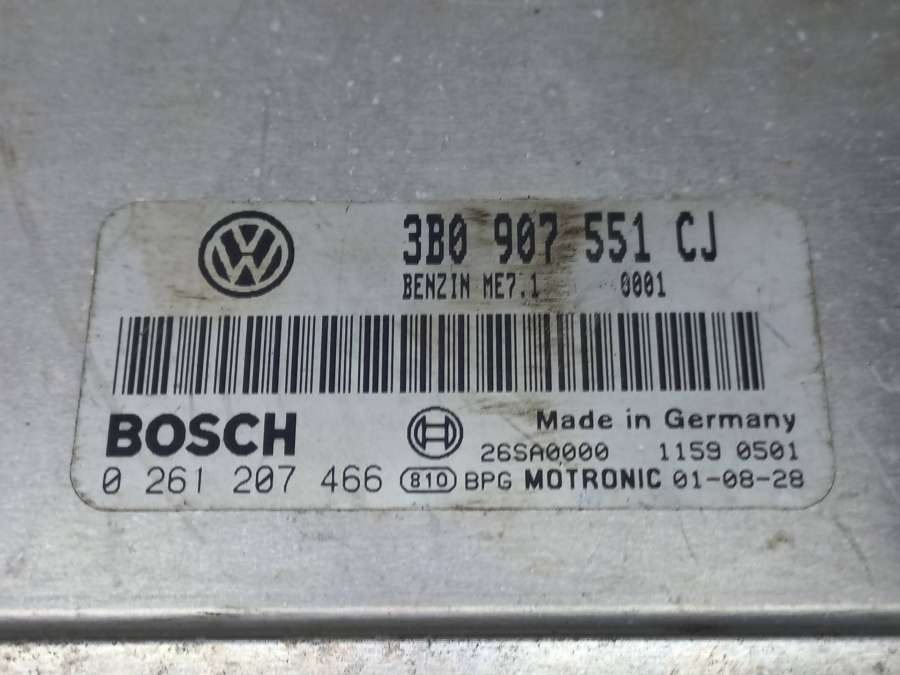 3B0 907 551 CJ
BENZIN ME7.1 0001
BOSCH
Made in Germany
26SA0000 1159 0501
0 261 207 466 810 BPG MOTRONIC 01-08-28